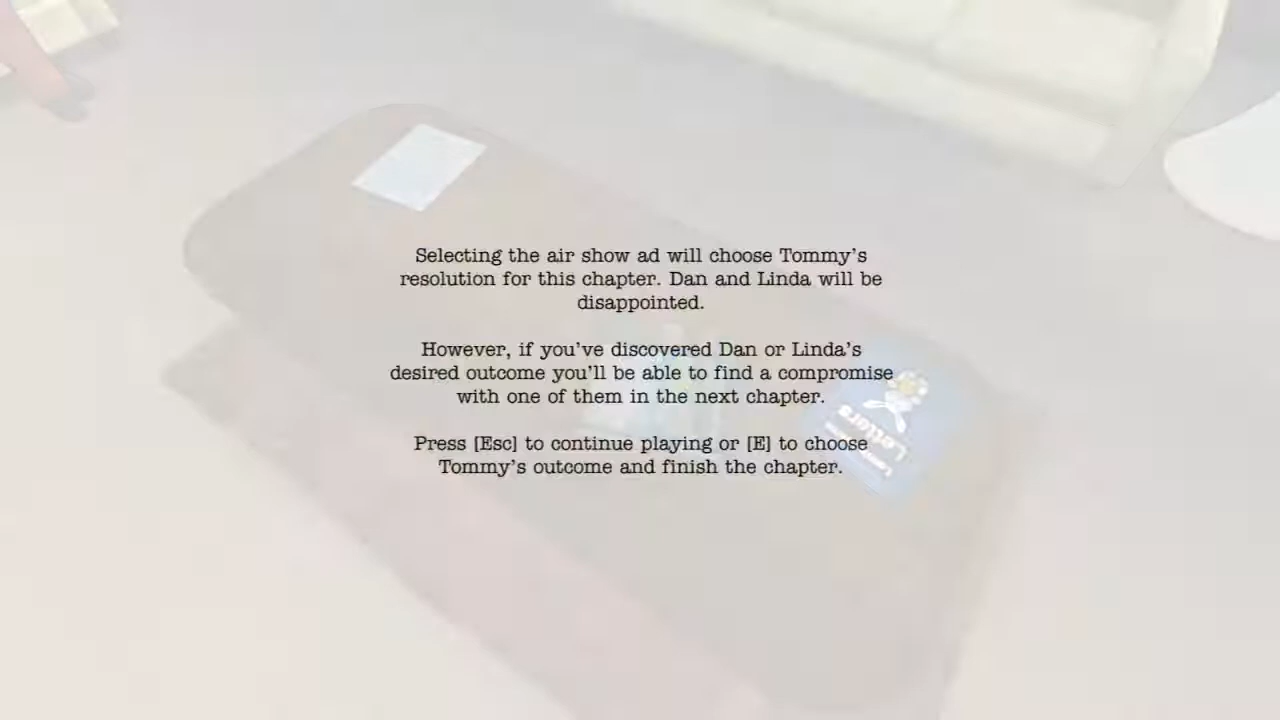 Selecting the air show ad will choose Tommy's
resolution for this chapter. Dan and Linda will be
disappointed.
However, if you've discovered Dan or Linda's
desired outcome you'll be able to find a compromise
with one of them in the next chapter.
Press [Esc] to continue playing or [E] to choose
Tommy's outcome and finish the chapter.
Letters